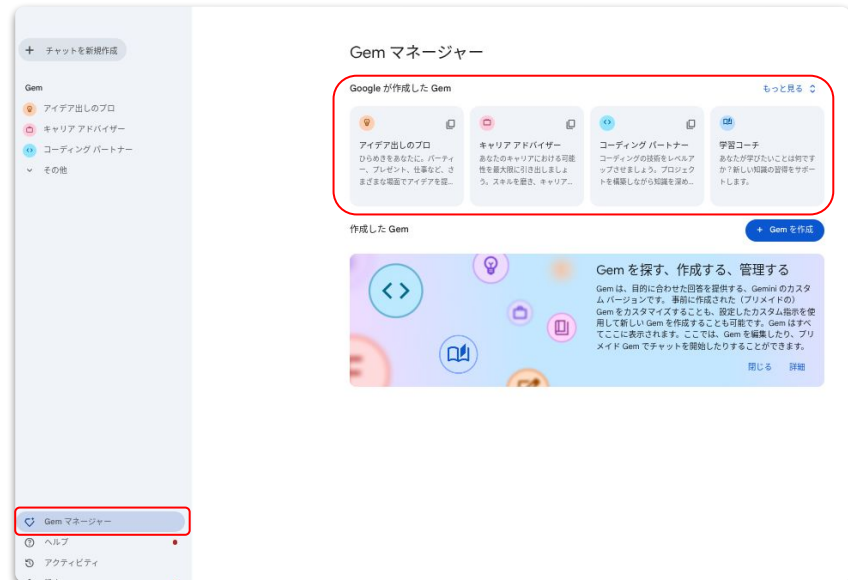 + チャットを新規作成
Gem
アイデア出しのプロ
キャリア アドバイザー
コーディング パートナー
その他
Gem マネージャー
ヘルプ
アクティビティ
Gem マネージャー
Google が作成した Gem
もっと見る
アイデア出しのプロ
ひらめきをあなたに。パーティ
ー、プレゼント、仕事など、さ
まざまな場面でアイデアを提...
キャリア アドバイザー
あなたのキャリアにおける可能
性を最大限に引き出しましょ
う。スキルを磨き、キャリア...
コーディング パートナー
コーディングの技術をレベルア
ップさせましょう。プロジェク
トを構築しながら知識を深め...
学習コーチ
あなたが学びたいことは何です
か？新しい知識の習得をサポー
トします。
作成した Gem
+ Gem を作成
Gem を探す、作成する、管理する
Gem は、目的に合わせた回答を提供する、Gemini のカスタ
ム バージョンです。 事前に作成された（プリメイドの）
Gem をカスタマイズすることも、設定したカスタム指示を使
用して新しい Gem を作成することも可能です。Gem はすべ
てここに表示されます。ここでは、Gem を編集したり、プリ
メイド Gem でチャットを開始したりすることができます。
閉じる 詳細